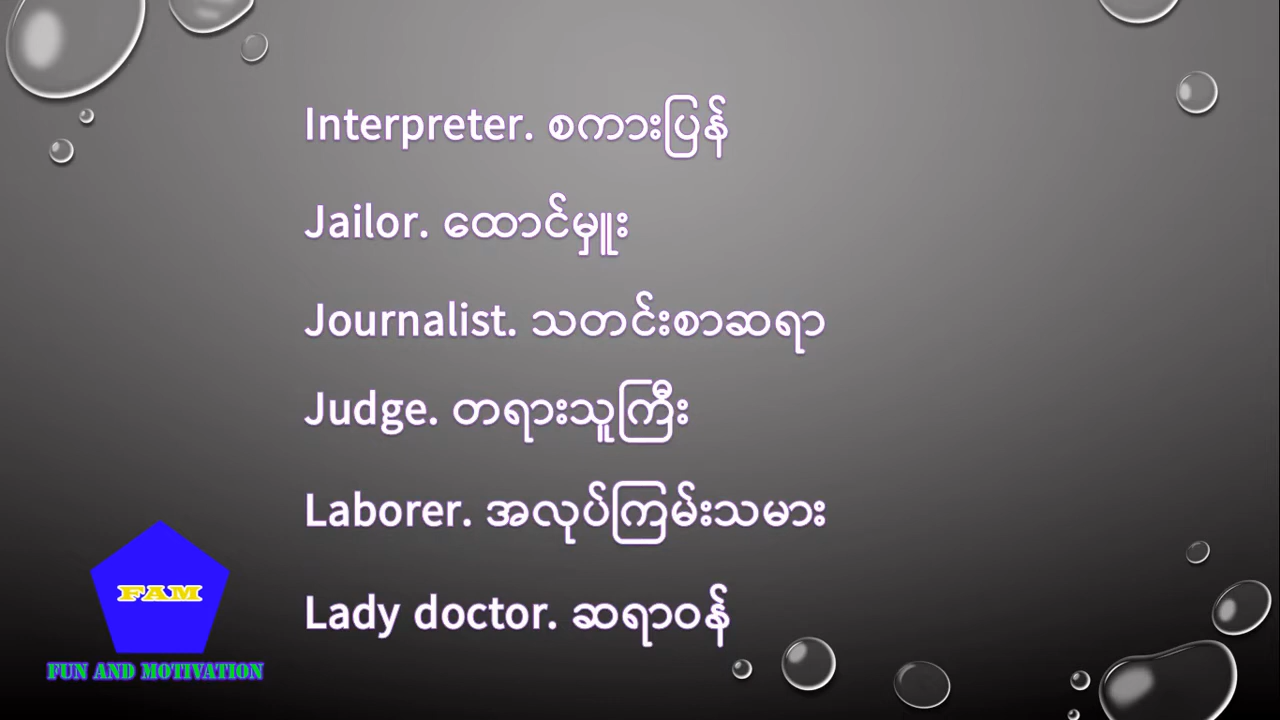 Interpreter. စကားပြန်
Jailor. ထောင်မှူး
Journalist. သတင်းစာဆရာ
Judge. တရားသူကြီး
Laborer. အလုပ်ကြမ်းသမား
Lady doctor. ဆရာဝန်
FAM
FUN AND MOTIVATION